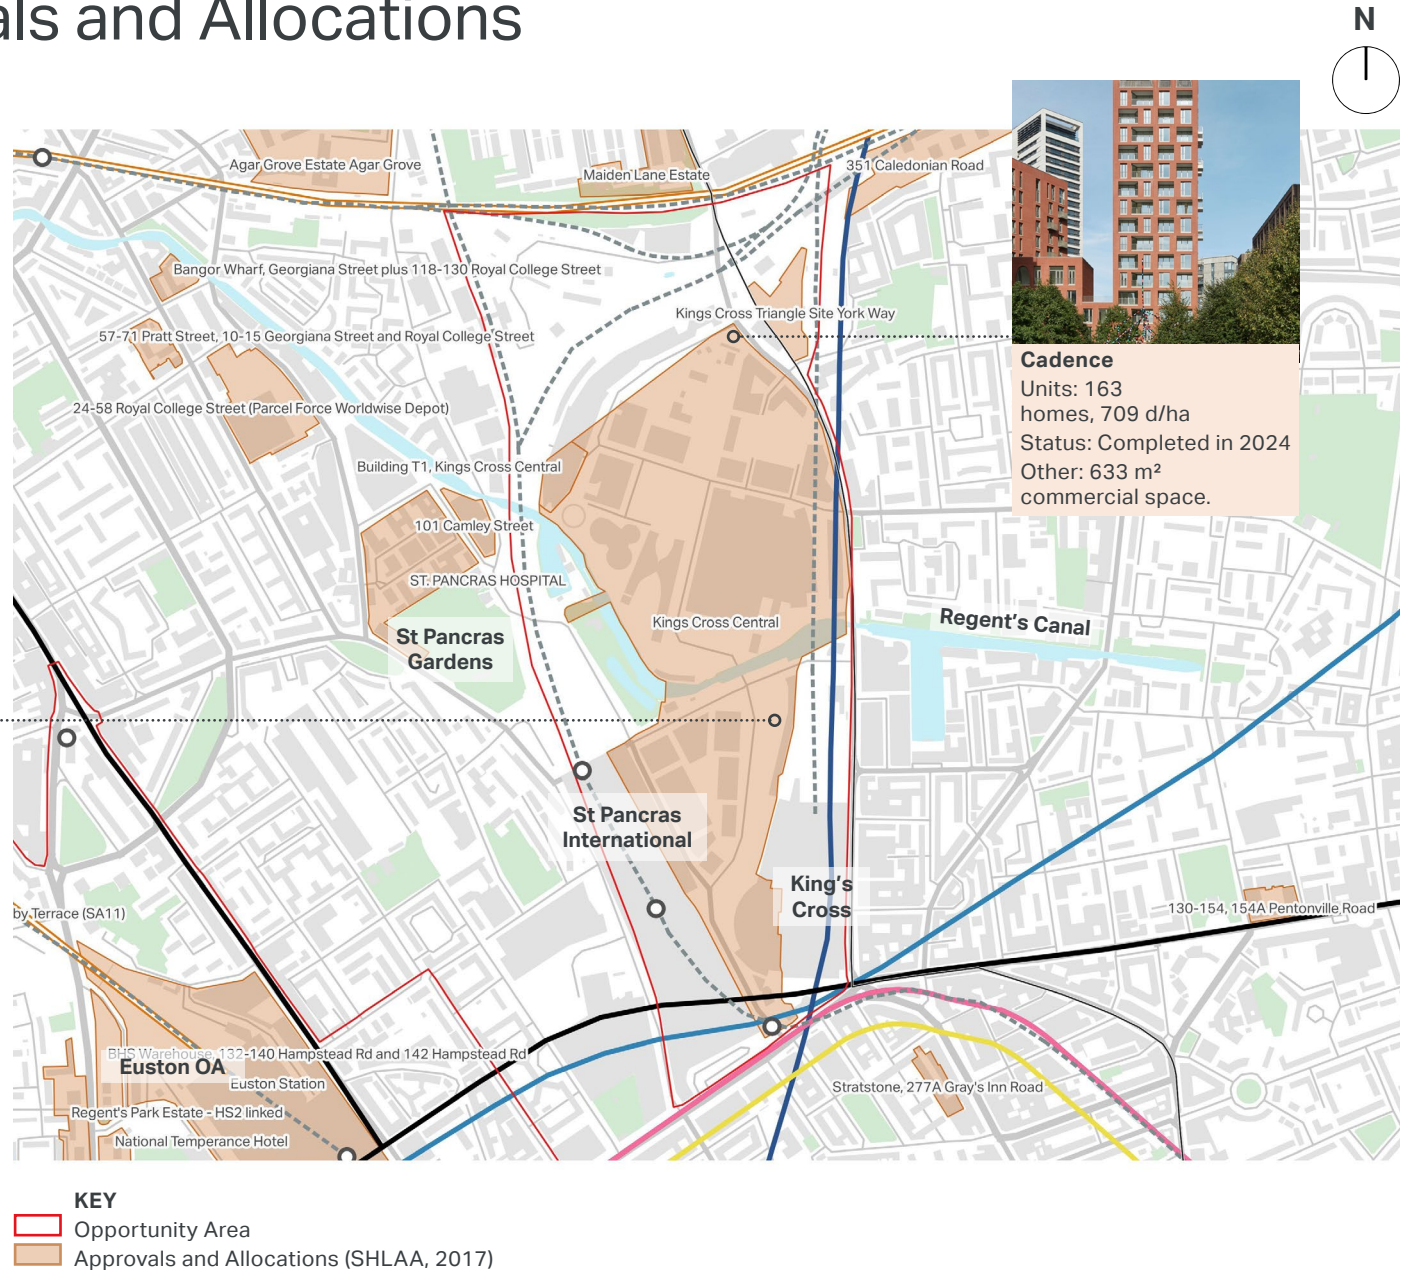 als and Allocations
N
Agar Grove Estate Agar Grove
Maiden Lane Estate
351 Caledonian Road
Bangor Wharf, Georgiana Street plus 118-130 Royal College Street
Kings Cross Triangle Site York Way
57-71 Pratt Street, 10-15 Georgiana Street and Royal College Street
Cadence
Units: 163
homes, 709 d/ha
Status: Completed in 2024
Other: 633 m²
commercial space.
24-58 Royal College Street (Parcel Force Worldwise Depot)
Building T1, Kings Cross Central
101 Camley Street
ST. PANCRAS HOSPITAL
Kings Cross Central
Regent's Canal
St Pancras
Gardens
St Pancras
International
King's
Cross
by Terrace (SA11)
130-154, 154A Pentonville Road
BHS Warehouse, 132-140 Hampstead Rd and 142 Hampstead Rd
Euston OA
Euston Station
Stratstone, 277A Gray's Inn Road
Regent's Park Estate - HS2 linked
National Temperance Hotel
KEY
Opportunity Area
Approvals and Allocations (SHLAA, 2017)